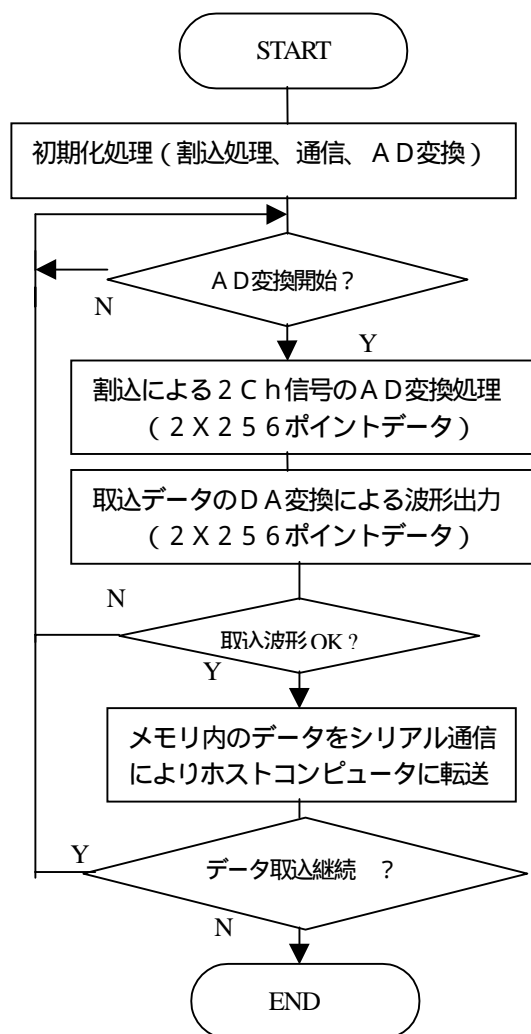 START
初期化処理(割込処理、通信、AD変換)
AD変換開始?
N
Y
割込による2Ch信号のAD変換処理
(2X256ポイントデータ)
取込データのDA変換による波形出力
(2X256ポイントデータ)
N
取込波形OK?
Y
メモリ内のデータをシリアル通信
によりホストコンピュータに転送
Y
データ取込継続 ?
N
END